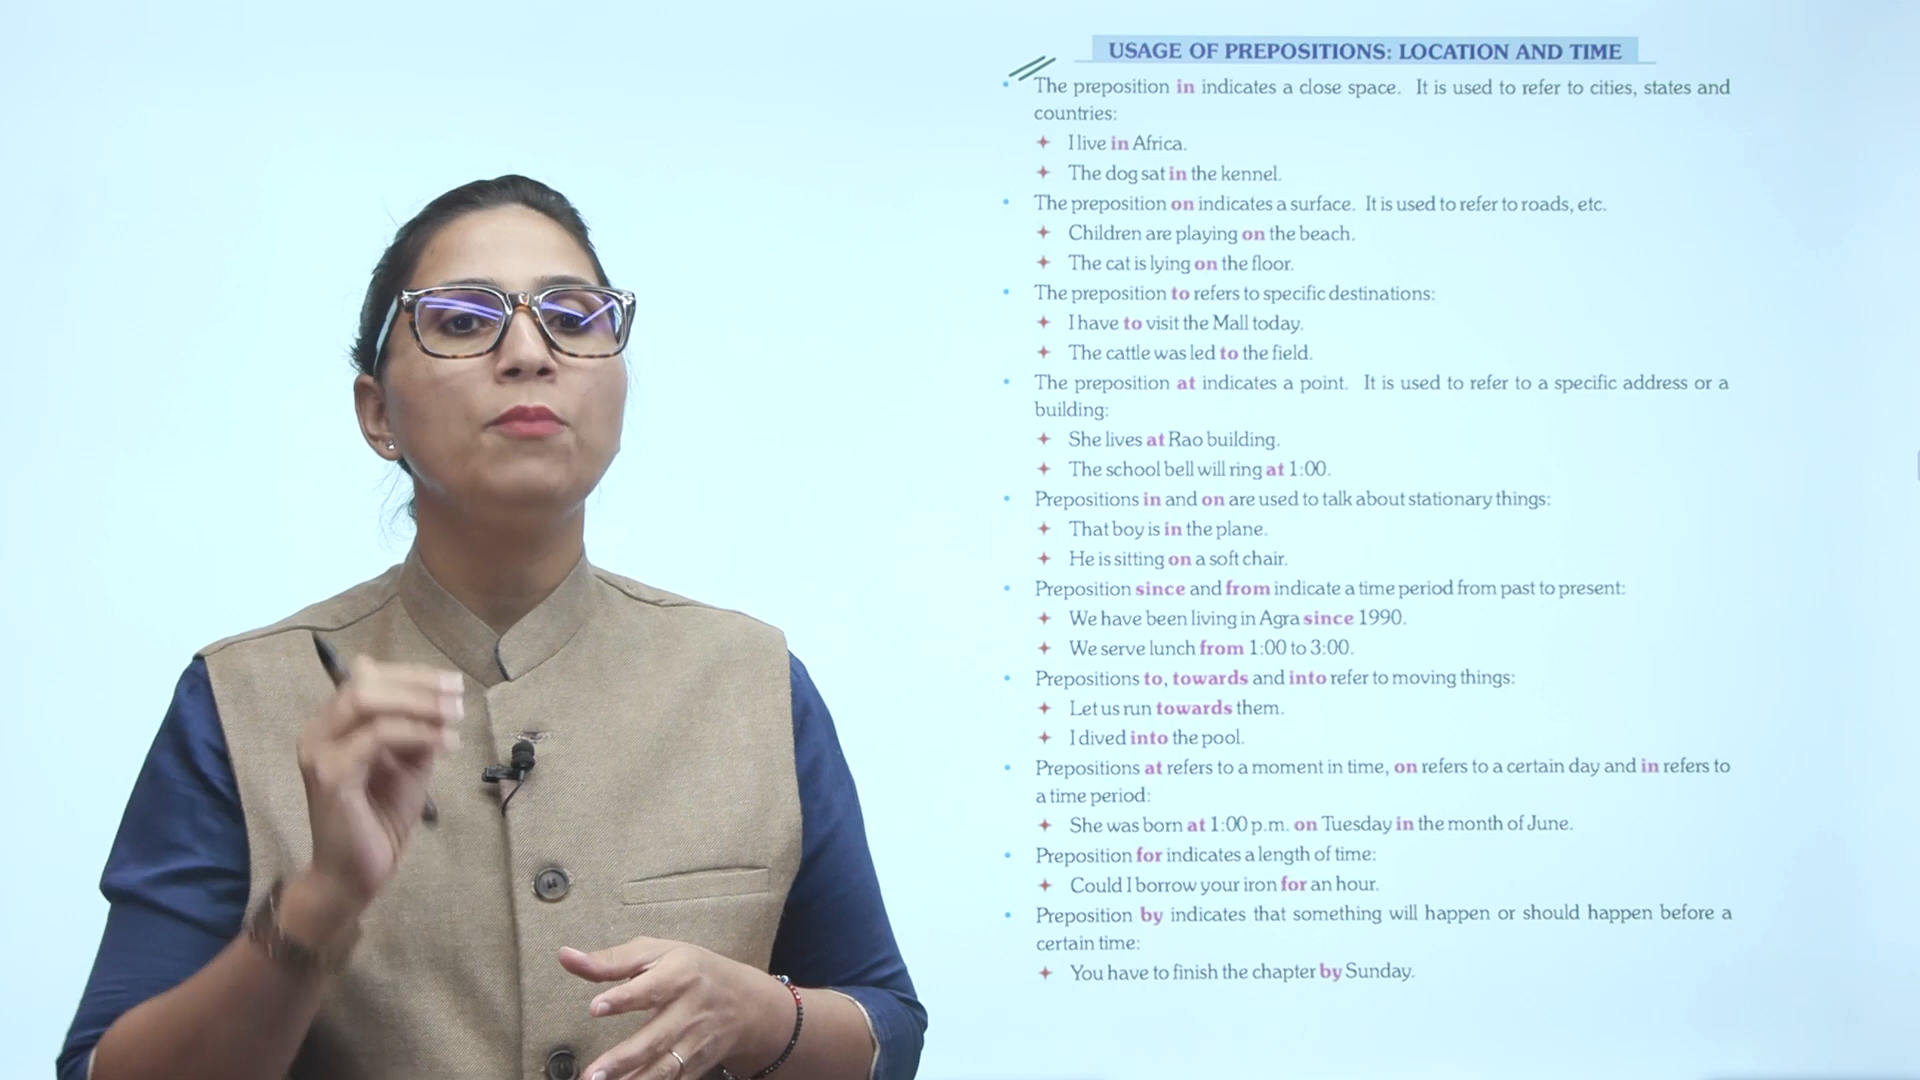 USAGE OF PREPOSITIONS: LOCATION AND TIME
• The preposition in indicates a close space. It is used to refer to cities, states and
countries:
✦ I live in Africa.
✦ The dog sat in the kennel.
• The preposition on indicates a surface. It is used to refer to roads, etc.
✦ Children are playing on the beach.
✦ The cat is lying on the floor.
• The preposition to refers to specific destinations:
✦ I have to visit the Mall today.
✦ The cattle was led to the field.
• The preposition at indicates a point. It is used to refer to a specific address or a
building:
✦ She lives at Rao building.
✦ The school bell will ring at 1:00.
• Prepositions in and on are used to talk about stationary things:
✦ That boy is in the plane.
✦ He is sitting on a soft chair.
• Preposition since and from indicate a time period from past to present:
✦ We have been living in Agra since 1990.
✦ We serve lunch from 1:00 to 3:00.
• Prepositions to, towards and into refer to moving things:
✦ Let us run towards them.
✦ I dived into the pool.
• Prepositions at refers to a moment in time, on refers to a certain day and in refers to
a time period:
✦ She was born at 1:00 p.m. on Tuesday in the month of June.
• Preposition for indicates a length of time:
✦ Could I borrow your iron for an hour.
• Preposition by indicates that something will happen or should happen before a
certain time:
✦ You have to finish the chapter by Sunday.